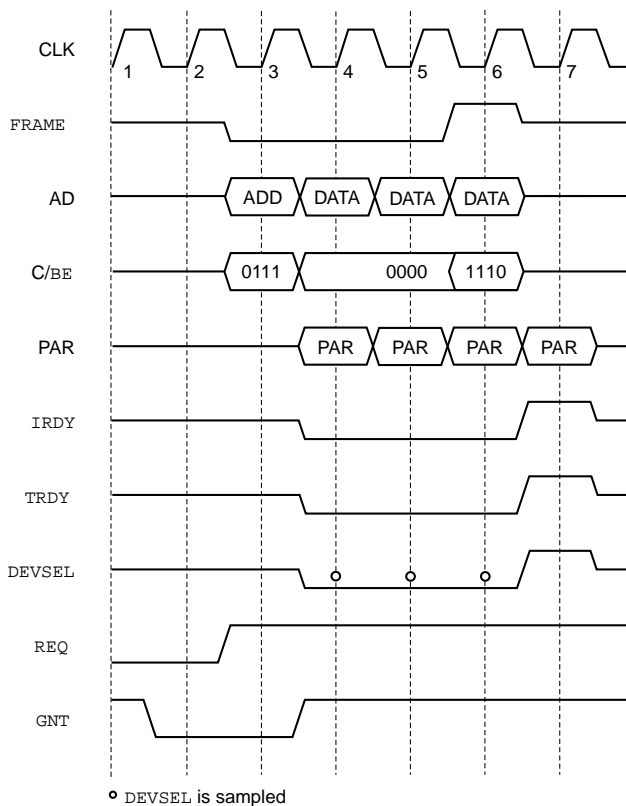 CLK
1 2 3 4 5 6 7
FRAME
AD ADD DATA DATA DATA
C/BE 0111 0000 1110
PAR PAR PAR PAR PAR
IRDY
TRDY
DEVSEL
REQ
GNT
DEVSEL is sampled